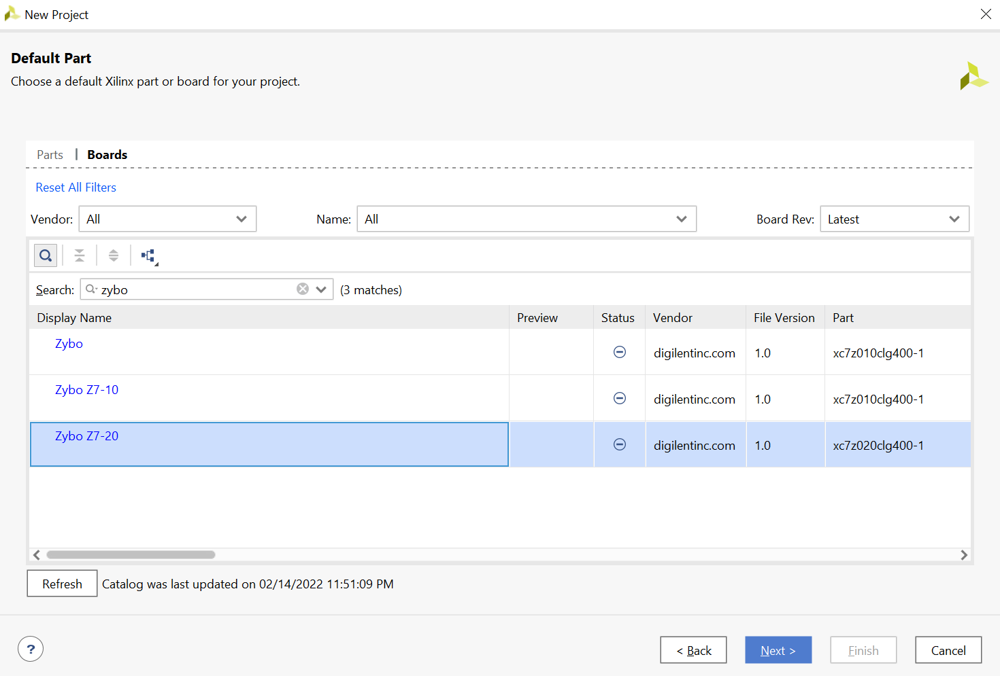 New Project
Default Part
Choose a default Xilinx part or board for your project.
Parts | Boards
Reset All Filters
Vendor: All Name: All Board Rev: Latest
Search: zybo (3 matches)
Display Name Preview Status Vendor File Version Part
Zybo digilentinc.com 1.0 xc7z010clg400-1
Zybo Z7-10 digilentinc.com 1.0 xc7z010clg400-1
Zybo Z7-20 digilentinc.com 1.0 xc7z020clg400-1
Refresh Catalog was last updated on 02/14/2022 11:51:09 PM
? < Back Next > Finish Cancel